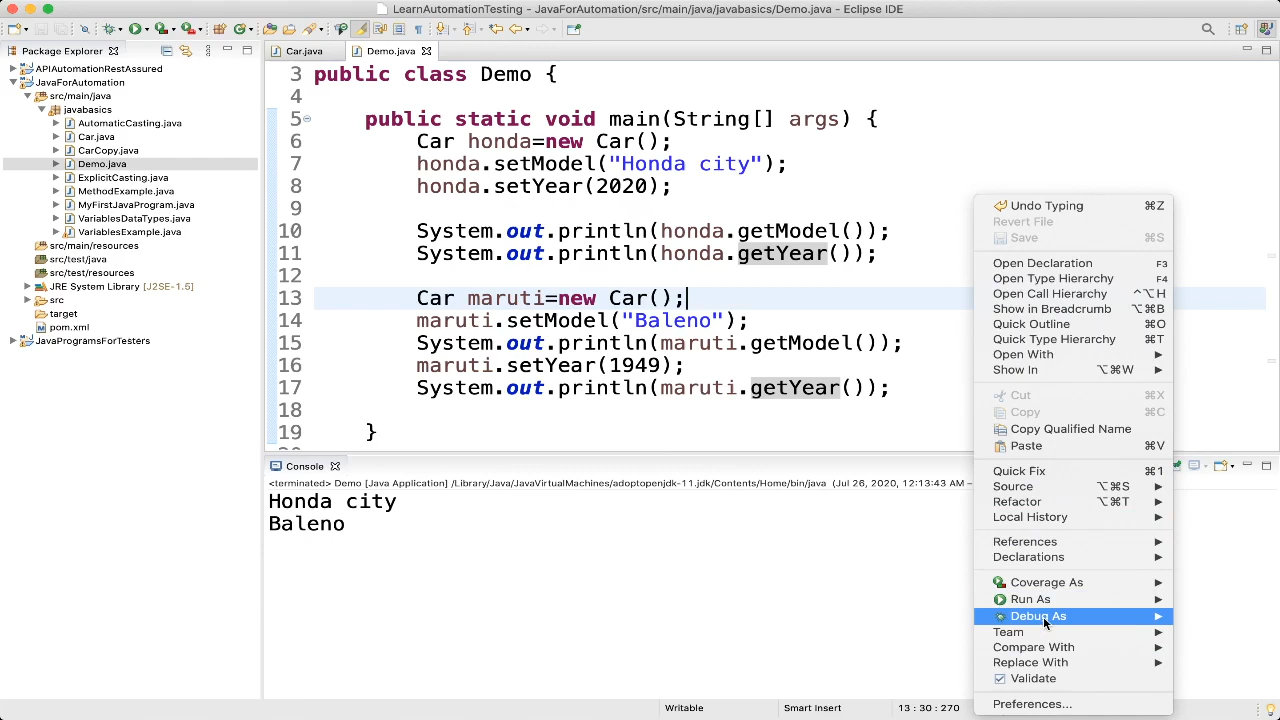 LearnAutomationTesting - JavaForAutomation/src/main/java/javabasics/Demo.java - Eclipse IDE
Package Explorer
APIAutomationRestAssured
JavaForAutomation
src/main/java
javabasics
AutomaticCasting.java
Car.java
CarCopy.java
Demo.java
ExplicitCasting.java
MethodExample.java
MyFirstJavaProgram.java
VariablesDataTypes.java
VariablesExample.java
src/main/resources
src/test/java
src/test/resources
JRE System Library [J2SE-1.5]
src
target
pom.xml
JavaProgramsForTesters
Car.java
Demo.java
3 public class Demo {
4
5 public static void main(String[] args) {
6 Car honda=new Car();
7 honda.setModel("Honda city");
8 honda.setYear(2020);
9
10 System.out.println(honda.getModel());
11 System.out.println(honda.getYear());
12
13 Car maruti=new Car();
14 maruti.setModel("Baleno");
15 System.out.println(maruti.getModel());
16 maruti.setYear(1949);
17 System.out.println(maruti.getYear());
18
19 }
Console
<terminated> Demo [Java Application] /Library/Java/JavaVirtualMachines/adoptopenjdk-11.jdk/Contents/Home/bin/java (Jul 26, 2020, 12:13:43 AM –
Honda city
Baleno
Undo Typing ⌘Z
Revert File
Save ⌘S
Open Declaration F3
Open Type Hierarchy F4
Open Call Hierarchy ^⌥H
Show in Breadcrumb ⌥⌘B
Quick Outline ⌘O
Quick Type Hierarchy ⌘T
Open With
Show In ⌥⌘W
Cut ⌘X
Copy ⌘C
Copy Qualified Name
Paste ⌘V
Quick Fix ⌘1
Source ⌥⌘S
Refactor ⌥⌘T
Local History
References
Declarations
Coverage As
Run As
Debug As
Team
Compare With
Replace With
Validate
Preferences...
Writable
Smart Insert
13 : 30 : 270